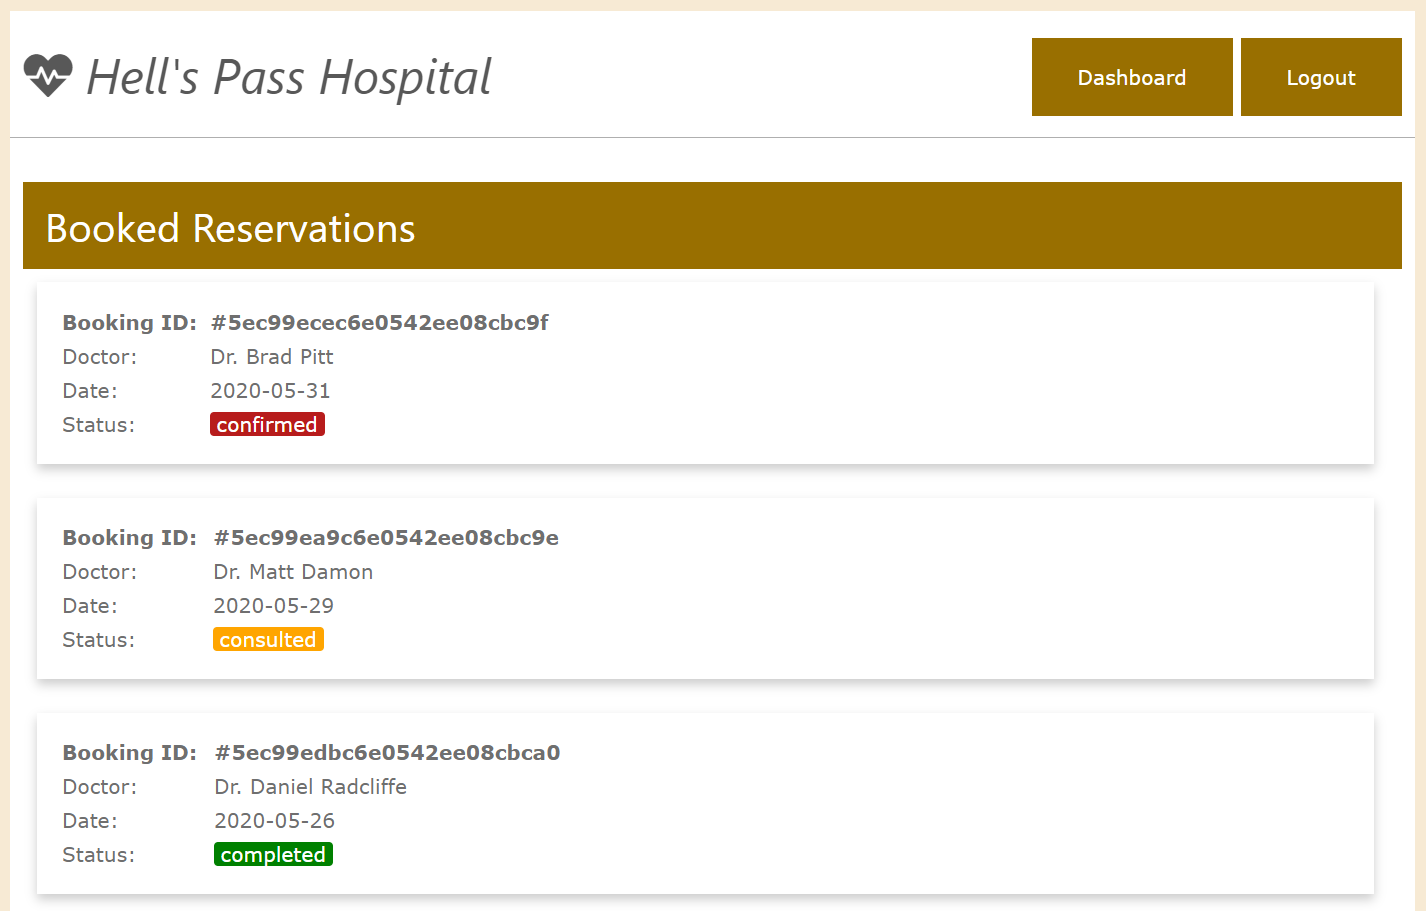 Hell's Pass Hospital
Dashboard
Logout
Booked Reservations
Booking ID: #5ec99ecec6e0542ee08cbc9f
Doctor: Dr. Brad Pitt
Date: 2020-05-31
Status: confirmed
Booking ID: #5ec99ea9c6e0542ee08cbc9e
Doctor: Dr. Matt Damon
Date: 2020-05-29
Status: consulted
Booking ID: #5ec99edbc6e0542ee08cbca0
Doctor: Dr. Daniel Radcliffe
Date: 2020-05-26
Status: completed